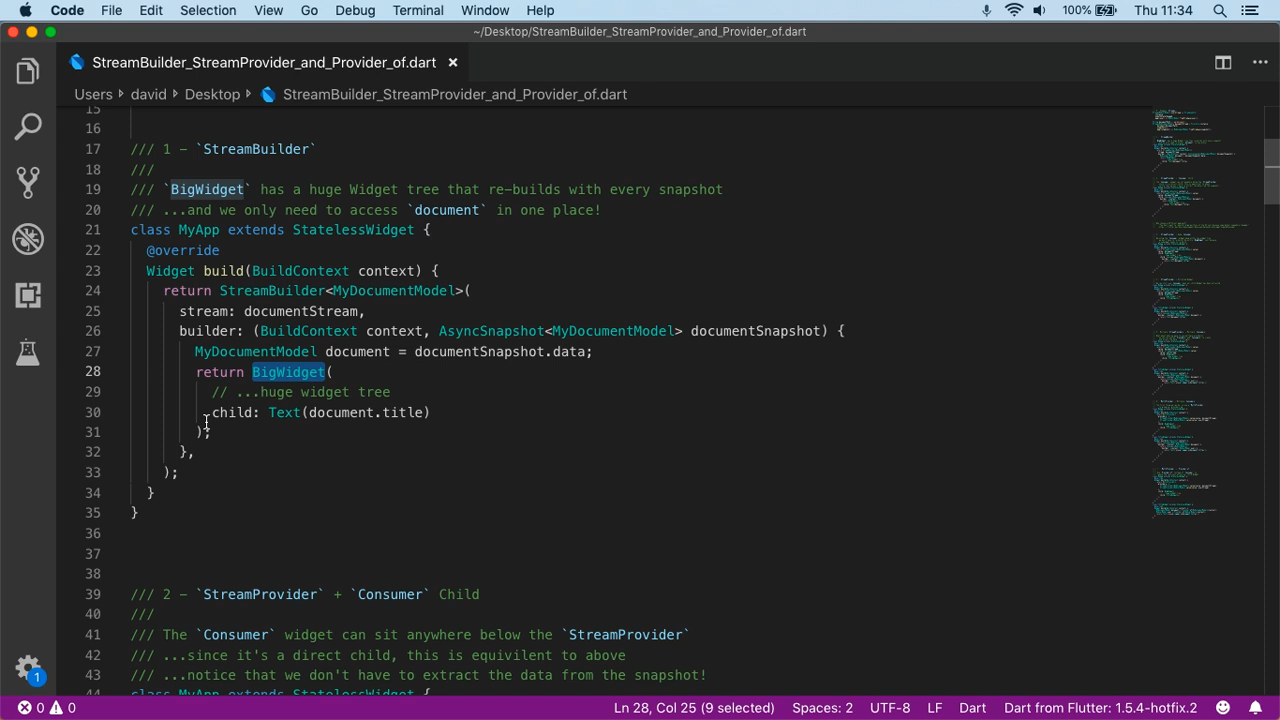 Code File Edit Selection View Go Debug Terminal Window Help 100% Thu 11:34
~/Desktop/StreamBuilder_StreamProvider_and_Provider_of.dart
StreamBuilder_StreamProvider_and_Provider_of.dart
Users david Desktop StreamBuilder_StreamProvider_and_Provider_of.dart
15
16
17 /// 1 - `StreamBuilder`
18 ///
19 /// `BigWidget` has a huge Widget tree that re-builds with every snapshot
20 /// ...and we only need to access `document` in one place!
21 class MyApp extends StatelessWidget {
22 @override
23 Widget build(BuildContext context) {
24 return StreamBuilder<MyDocumentModel>(
25 stream: documentStream,
26 builder: (BuildContext context, AsyncSnapshot<MyDocumentModel> documentSnapshot) {
27 MyDocumentModel document = documentSnapshot.data;
28 return BigWidget(
29 // ...huge widget tree
30 child: Text(document.title)
31 );
32 },
33 );
34 }
35 }
36
37
38
39 /// 2 - `StreamProvider` + `Consumer` Child
40 ///
41 /// The `Consumer` widget can sit anywhere below the `StreamProvider`
42 /// ...since it's a direct child, this is equivilent to above
43 /// ...notice that we don't have to extract the data from the snapshot!
44 class MyApp extends StatelessWidget {
1
0 0 Ln 28, Col 25 (9 selected) Spaces: 2 UTF-8 LF Dart Dart from Flutter: 1.5.4-hotfix.2